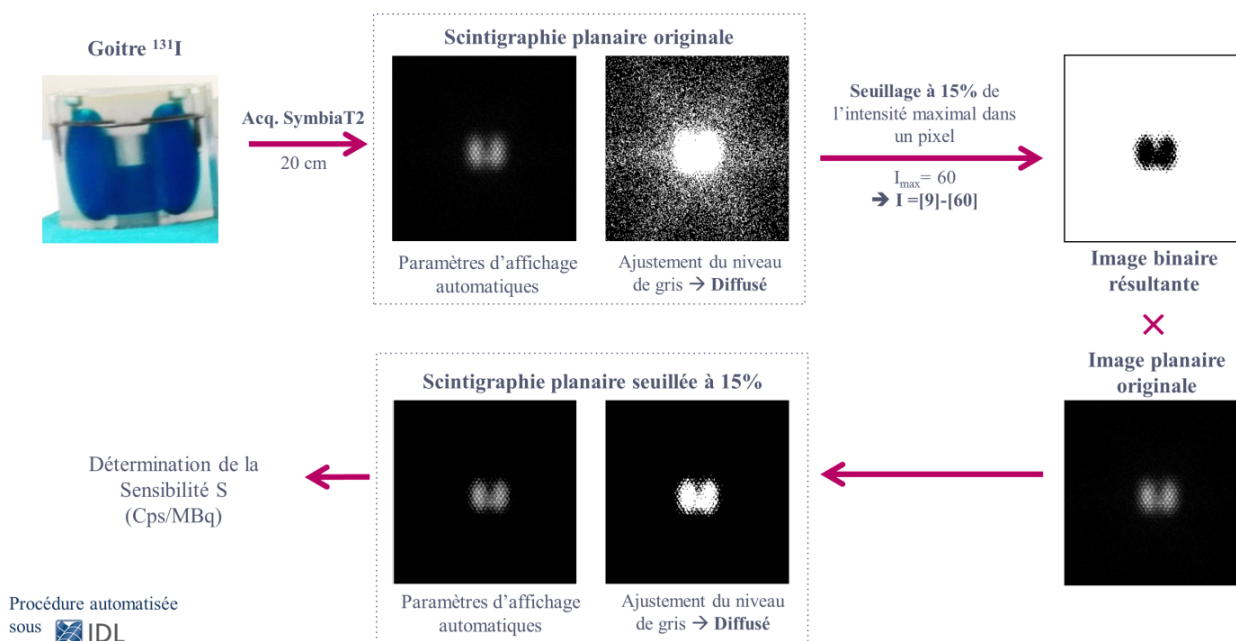 Goitre ¹³¹I
Acq. SymbiaT2
20 cm
Scintigraphie planaire originale
Paramètres d'affichage
automatiques
Ajustement du niveau
de gris → Diffusé
Seuillage à 15% de
l'intensité maximal dans
un pixel
Iₘₐₓ= 60
➔ I =[9]-[60]
Image binaire
résultante
×
Image planaire
originale
Scintigraphie planaire seuillée à 15%
Paramètres d'affichage
automatiques
Ajustement du niveau
de gris → Diffusé
Détermination de la
Sensibilité S
(Cps/MBq)
Procédure automatisée
sous IDL